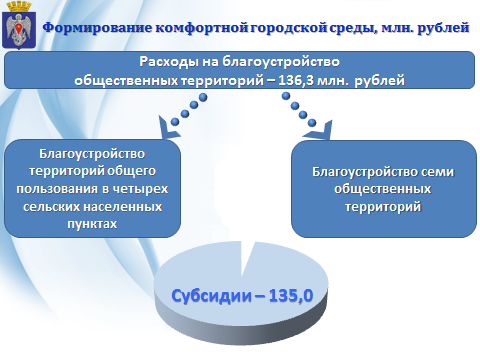 Формирование комфортной городской среды, млн. рублей
Расходы на благоустройство
общественных территорий – 136,3 млн. рублей
Благоустройство
территорий общего
пользования в четырех
сельских населенных
пунктах
Благоустройство семи
общественных
территорий
Субсидии – 135,0